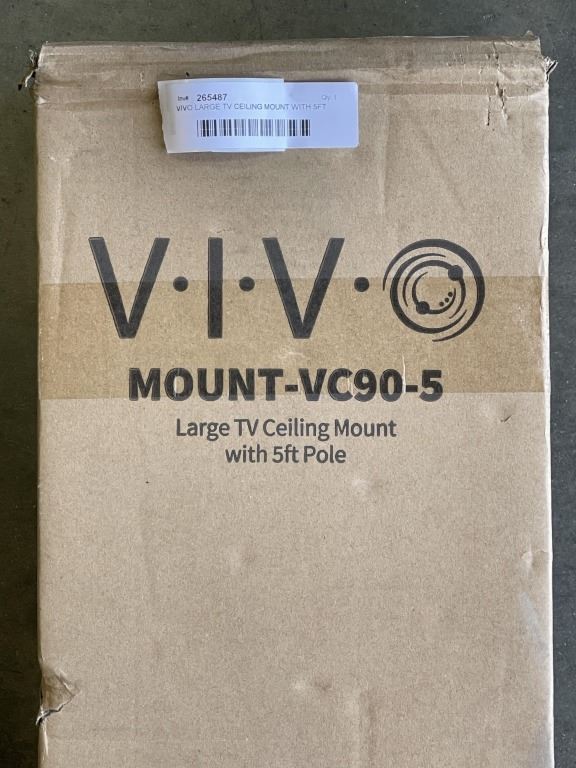 Inv# 265487 Qty: 1
VIVO LARGE TV CEILING MOUNT WITH 5FT
V·I·V·O
MOUNT-VC90-5
Large TV Ceiling Mount
with 5ft Pole